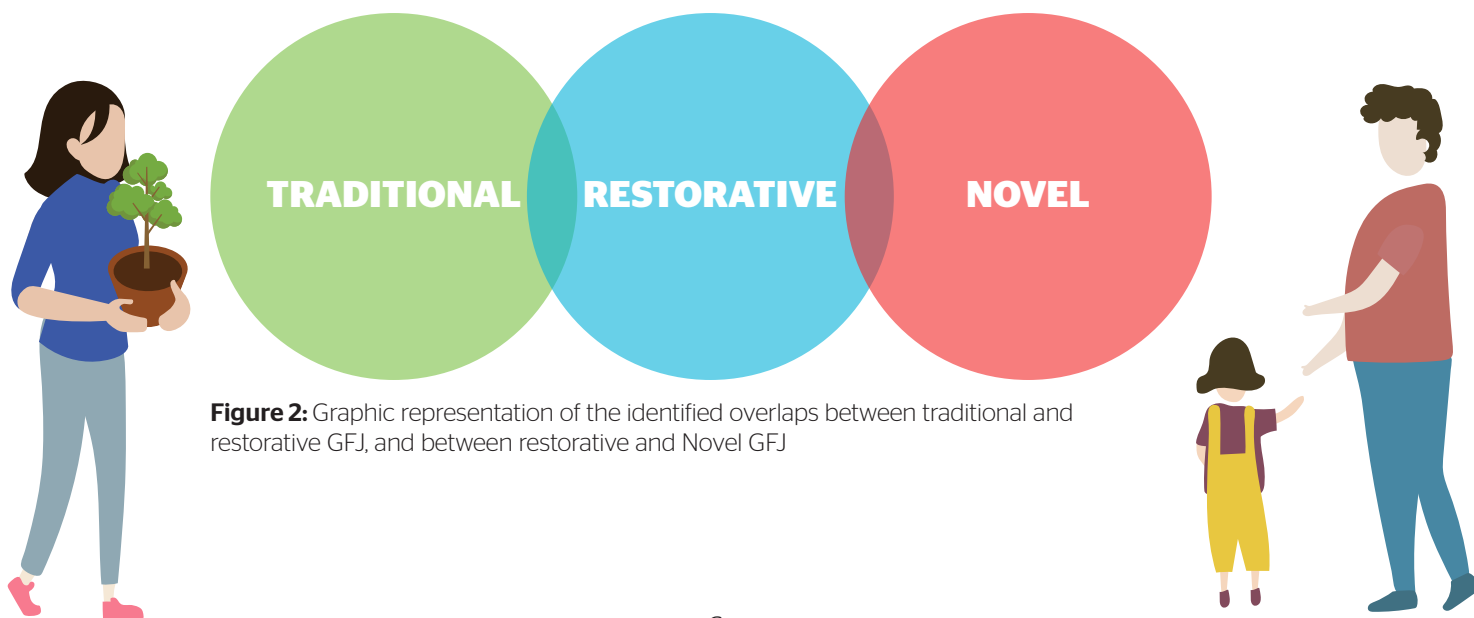 TRADITIONAL RESTORATIVE NOVEL
Figure 2: Graphic representation of the identified overlaps between traditional and
restorative GFJ, and between restorative and Novel GFJ